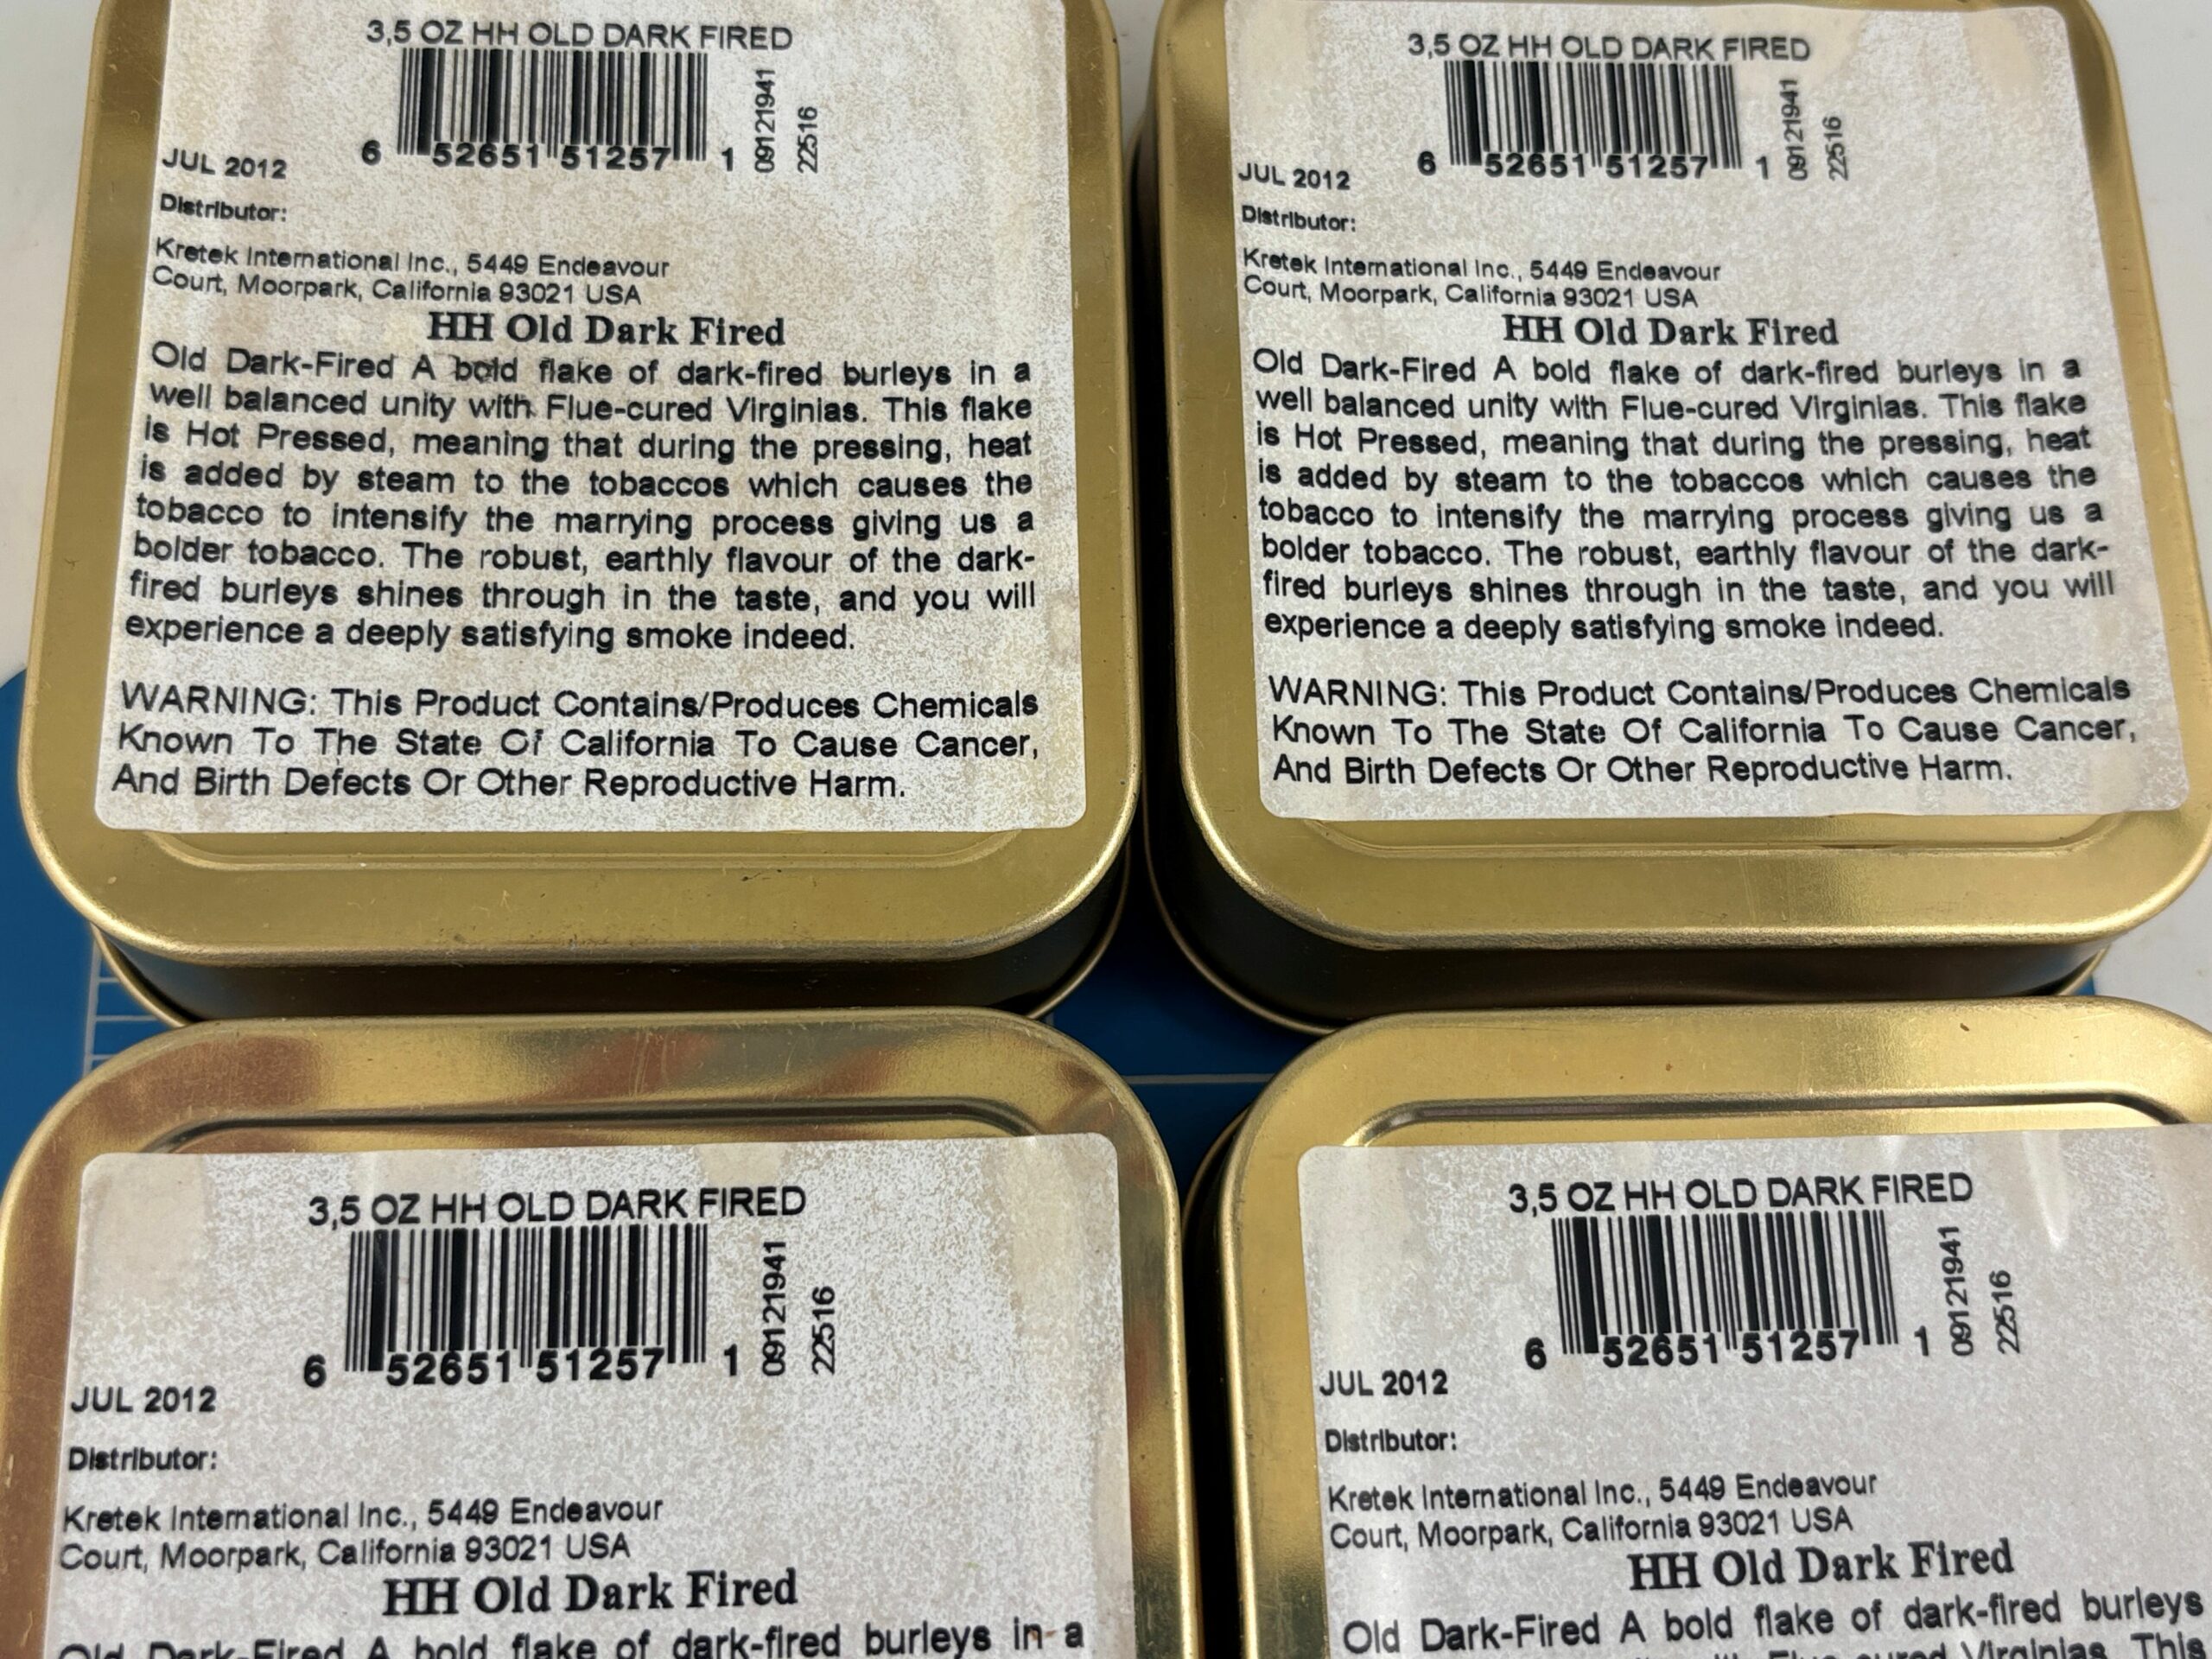 3,5 OZ HH OLD DARK FIRED
6 52651 51257 1
09121941
22516
JUL 2012
Distributor:
Kretek International Inc., 5449 Endeavour
Court, Moorpark, California 93021 USA
HH Old Dark Fired
Old Dark-Fired A bold flake of dark-fired burleys in a
well balanced unity with Flue-cured Virginias. This flake
is Hot Pressed, meaning that during the pressing, heat
is added by steam to the tobaccos which causes the
tobacco to intensify the marrying process giving us a
bolder tobacco. The robust, earthly flavour of the dark-
fired burleys shines through in the taste, and you will
experience a deeply satisfying smoke indeed.
WARNING: This Product Contains/Produces Chemicals
Known To The State Of California To Cause Cancer,
And Birth Defects Or Other Reproductive Harm.
3,5 OZ HH OLD DARK FIRED
6 52651 51257 1
09121941
22516
JUL 2012
Distributor:
Kretek International Inc., 5449 Endeavour
Court, Moorpark, California 93021 USA
HH Old Dark Fired
Old Dark-Fired A bold flake of dark-fired burleys in a
well balanced unity with Flue-cured Virginias. This flake
is Hot Pressed, meaning that during the pressing, heat
is added by steam to the tobaccos which causes the
tobacco to intensify the marrying process giving us a
bolder tobacco. The robust, earthly flavour of the dark-
fired burleys shines through in the taste, and you will
experience a deeply satisfying smoke indeed.
WARNING: This Product Contains/Produces Chemicals
Known To The State Of California To Cause Cancer,
And Birth Defects Or Other Reproductive Harm.
3,5 OZ HH OLD DARK FIRED
6 52651 51257 1
09121941
22516
JUL 2012
Distributor:
Kretek International Inc., 5449 Endeavour
Court, Moorpark, California 93021 USA
HH Old Dark Fired
Old Dark-Fired A bold flake of dark-fired burleys in a
3,5 OZ HH OLD DARK FIRED
6 52651 51257 1
09121941
22516
JUL 2012
Distributor:
Kretek International Inc., 5449 Endeavour
Court, Moorpark, California 93021 USA
HH Old Dark Fired
Old Dark-Fired A bold flake of dark-fired burleys
Virginias. This